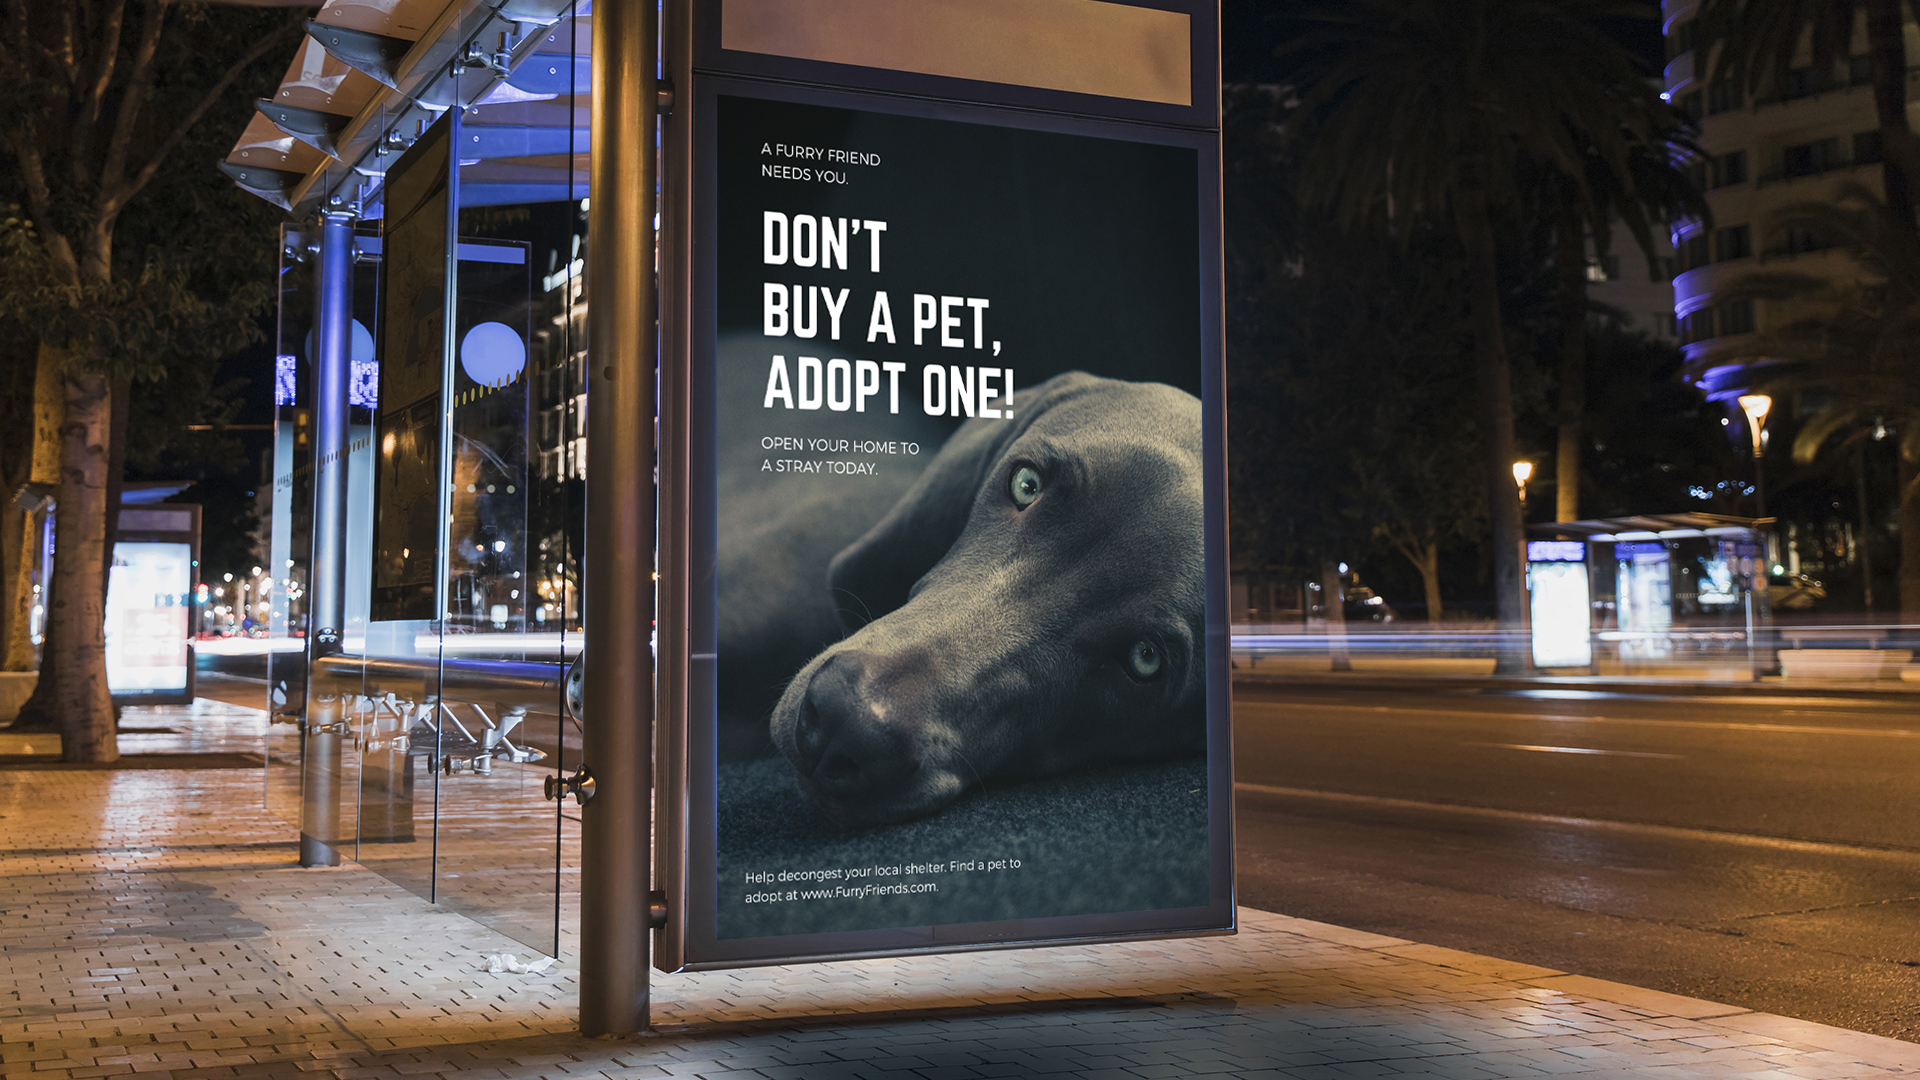 A FURRY FRIEND
NEEDS YOU.
DON'T
BUY A PET,
ADOPT ONE!
OPEN YOUR HOME TO
A STRAY TODAY.
Help decongest your local shelter. Find a pet to
adopt at www.FurryFriends.com.